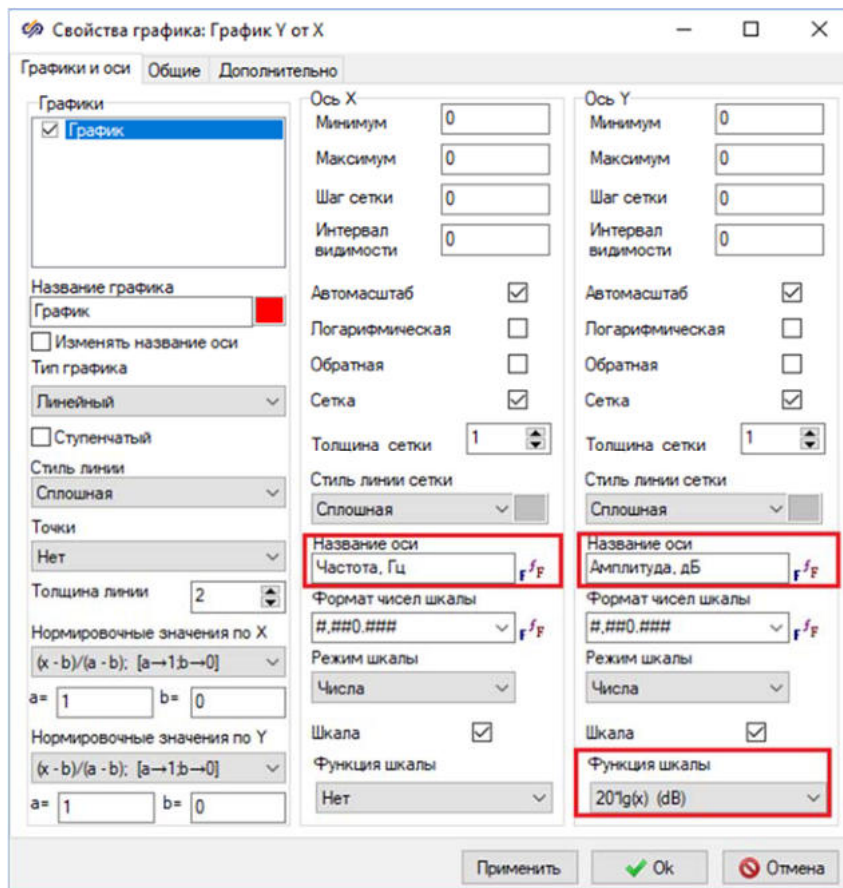 Свойства графика: График Y от X
Графики и оси Общие Дополнительно
Графики
График
Название графика
График
Изменять название оси
Тип графика
Линейный
Ступенчатый
Стиль линии
Сплошная
Точки
Нет
Толщина линии 2
Нормировочные значения по X
(x - b)/(a - b); [a→1;b→0]
a= 1 b= 0
Нормировочные значения по Y
(x - b)/(a - b); [a→1;b→0]
a= 1 b= 0
Ось X
Минимум 0
Максимум 0
Шаг сетки 0
Интервал
видимости 0
Автомасштаб
Логарифмическая
Обратная
Сетка
Толщина сетки 1
Стиль линии сетки
Сплошная
Название оси
Частота, Гц FfF
Формат чисел шкалы
#,##0.### FfF
Режим шкалы
Числа
Шкала
Функция шкалы
Нет
Ось Y
Минимум 0
Максимум 0
Шаг сетки 0
Интервал
видимости 0
Автомасштаб
Логарифмическая
Обратная
Сетка
Толщина сетки 1
Стиль линии сетки
Сплошная
Название оси
Амплитуда, дБ FfF
Формат чисел шкалы
#,##0.### FfF
Режим шкалы
Числа
Шкала
Функция шкалы
20*lg(x) (dB)
Применить Ok Отмена